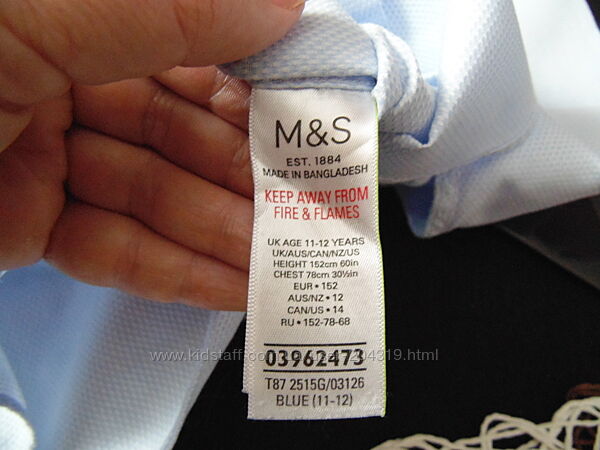 M&S
EST. 1884
MADE IN BANGLADESH
KEEP AWAY FROM
FIRE & FLAMES
UK AGE 11-12 YEARS
UK/AUS/CAN/NZ/US
HEIGHT 152cm 60in
CHEST 78cm 30½in
EUR • 152
AUS/NZ • 12
CAN/US • 14
RU • 152-78-68
03962473
T87 2515G/03126
BLUE (11-12)